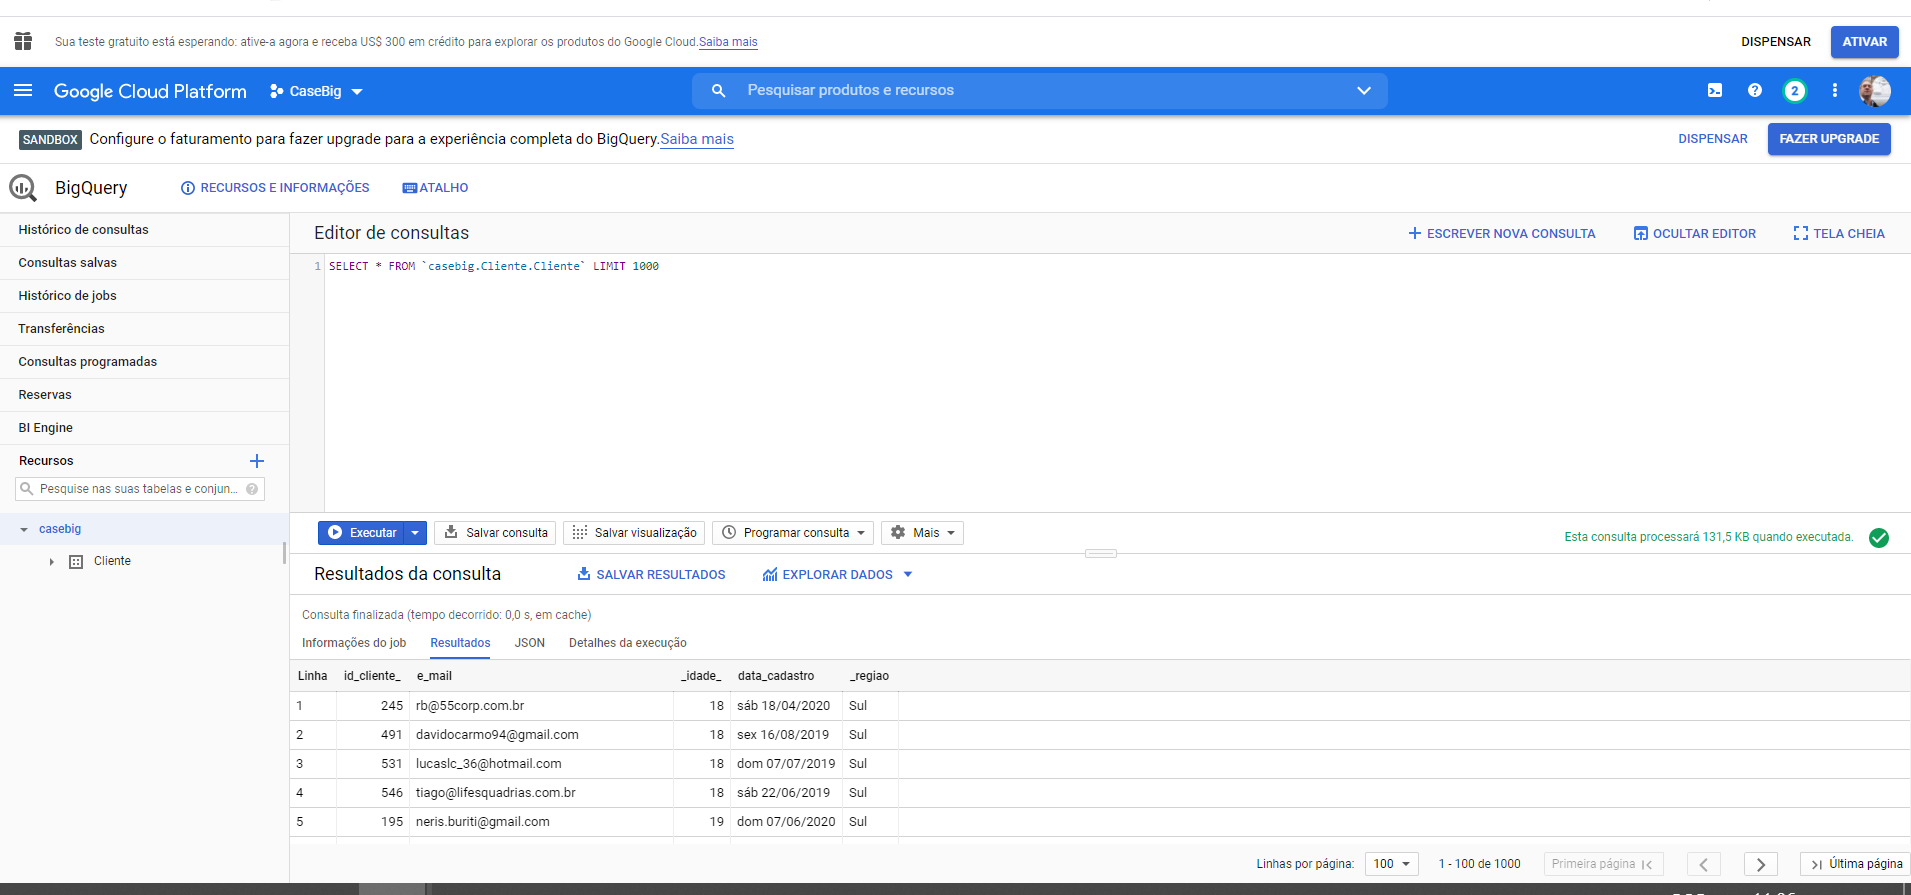 Sua teste gratuito está esperando: ative-a agora e receba US$ 300 em crédito para explorar os produtos do Google Cloud.Saiba mais
DISPENSAR
ATIVAR
Google Cloud Platform
CaseBig
Pesquisar produtos e recursos
2
SANDBOX Configure o faturamento para fazer upgrade para a experiência completa do BigQuery.Saiba mais
DISPENSAR
FAZER UPGRADE
BigQuery
RECURSOS E INFORMAÇÕES
ATALHO
Histórico de consultas
Consultas salvas
Histórico de jobs
Transferências
Consultas programadas
Reservas
BI Engine
Recursos
Pesquise nas suas tabelas e conjun...
casebig
Cliente
Editor de consultas
ESCREVER NOVA CONSULTA
OCULTAR EDITOR
TELA CHEIA
1 SELECT * FROM `casebig.Cliente.Cliente` LIMIT 1000
Executar
Salvar consulta
Salvar visualização
Programar consulta
Mais
Esta consulta processará 131,5 KB quando executada.
Resultados da consulta
SALVAR RESULTADOS
EXPLORAR DADOS
Consulta finalizada (tempo decorrido: 0,0 s, em cache)
Informações do job
Resultados
JSON
Detalhes da execução
Linha id_cliente_ e_mail _idade_ data_cadastro _regiao
1 245 rb@55corp.com.br 18 sáb 18/04/2020 Sul
2 491 davidocarmo94@gmail.com 18 sex 16/08/2019 Sul
3 531 lucaslc_36@hotmail.com 18 dom 07/07/2019 Sul
4 546 tiago@lifesquadrias.com.br 18 sáb 22/06/2019 Sul
5 195 neris.buriti@gmail.com 19 dom 07/06/2020 Sul
Linhas por página: 100
1 - 100 de 1000
Primeira página
Última página